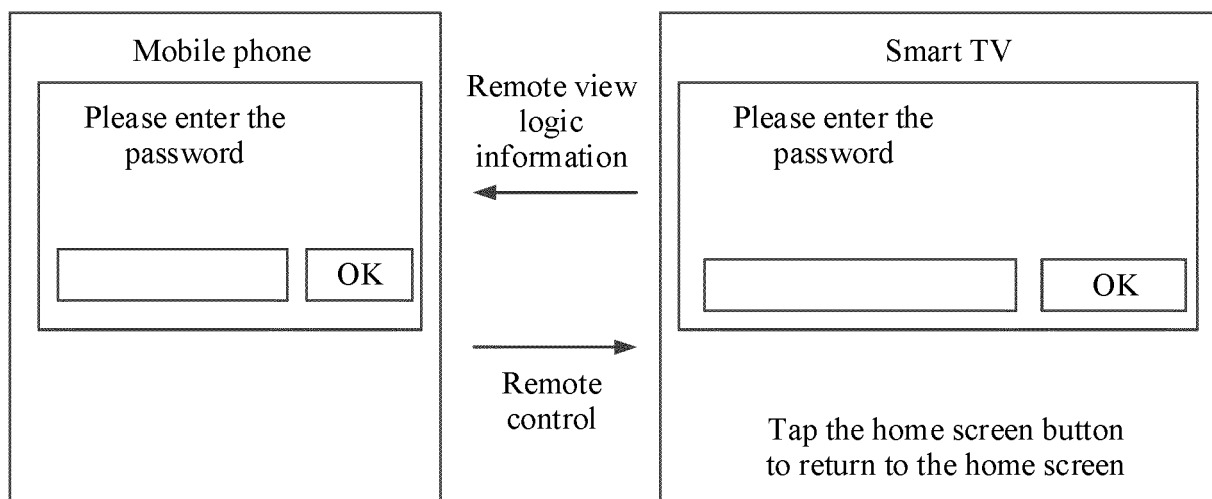 Mobile phone
Please enter the
password
OK
Remote view
logic
information
Remote
control
Smart TV
Please enter the
password
OK
Tap the home screen button
to return to the home screen